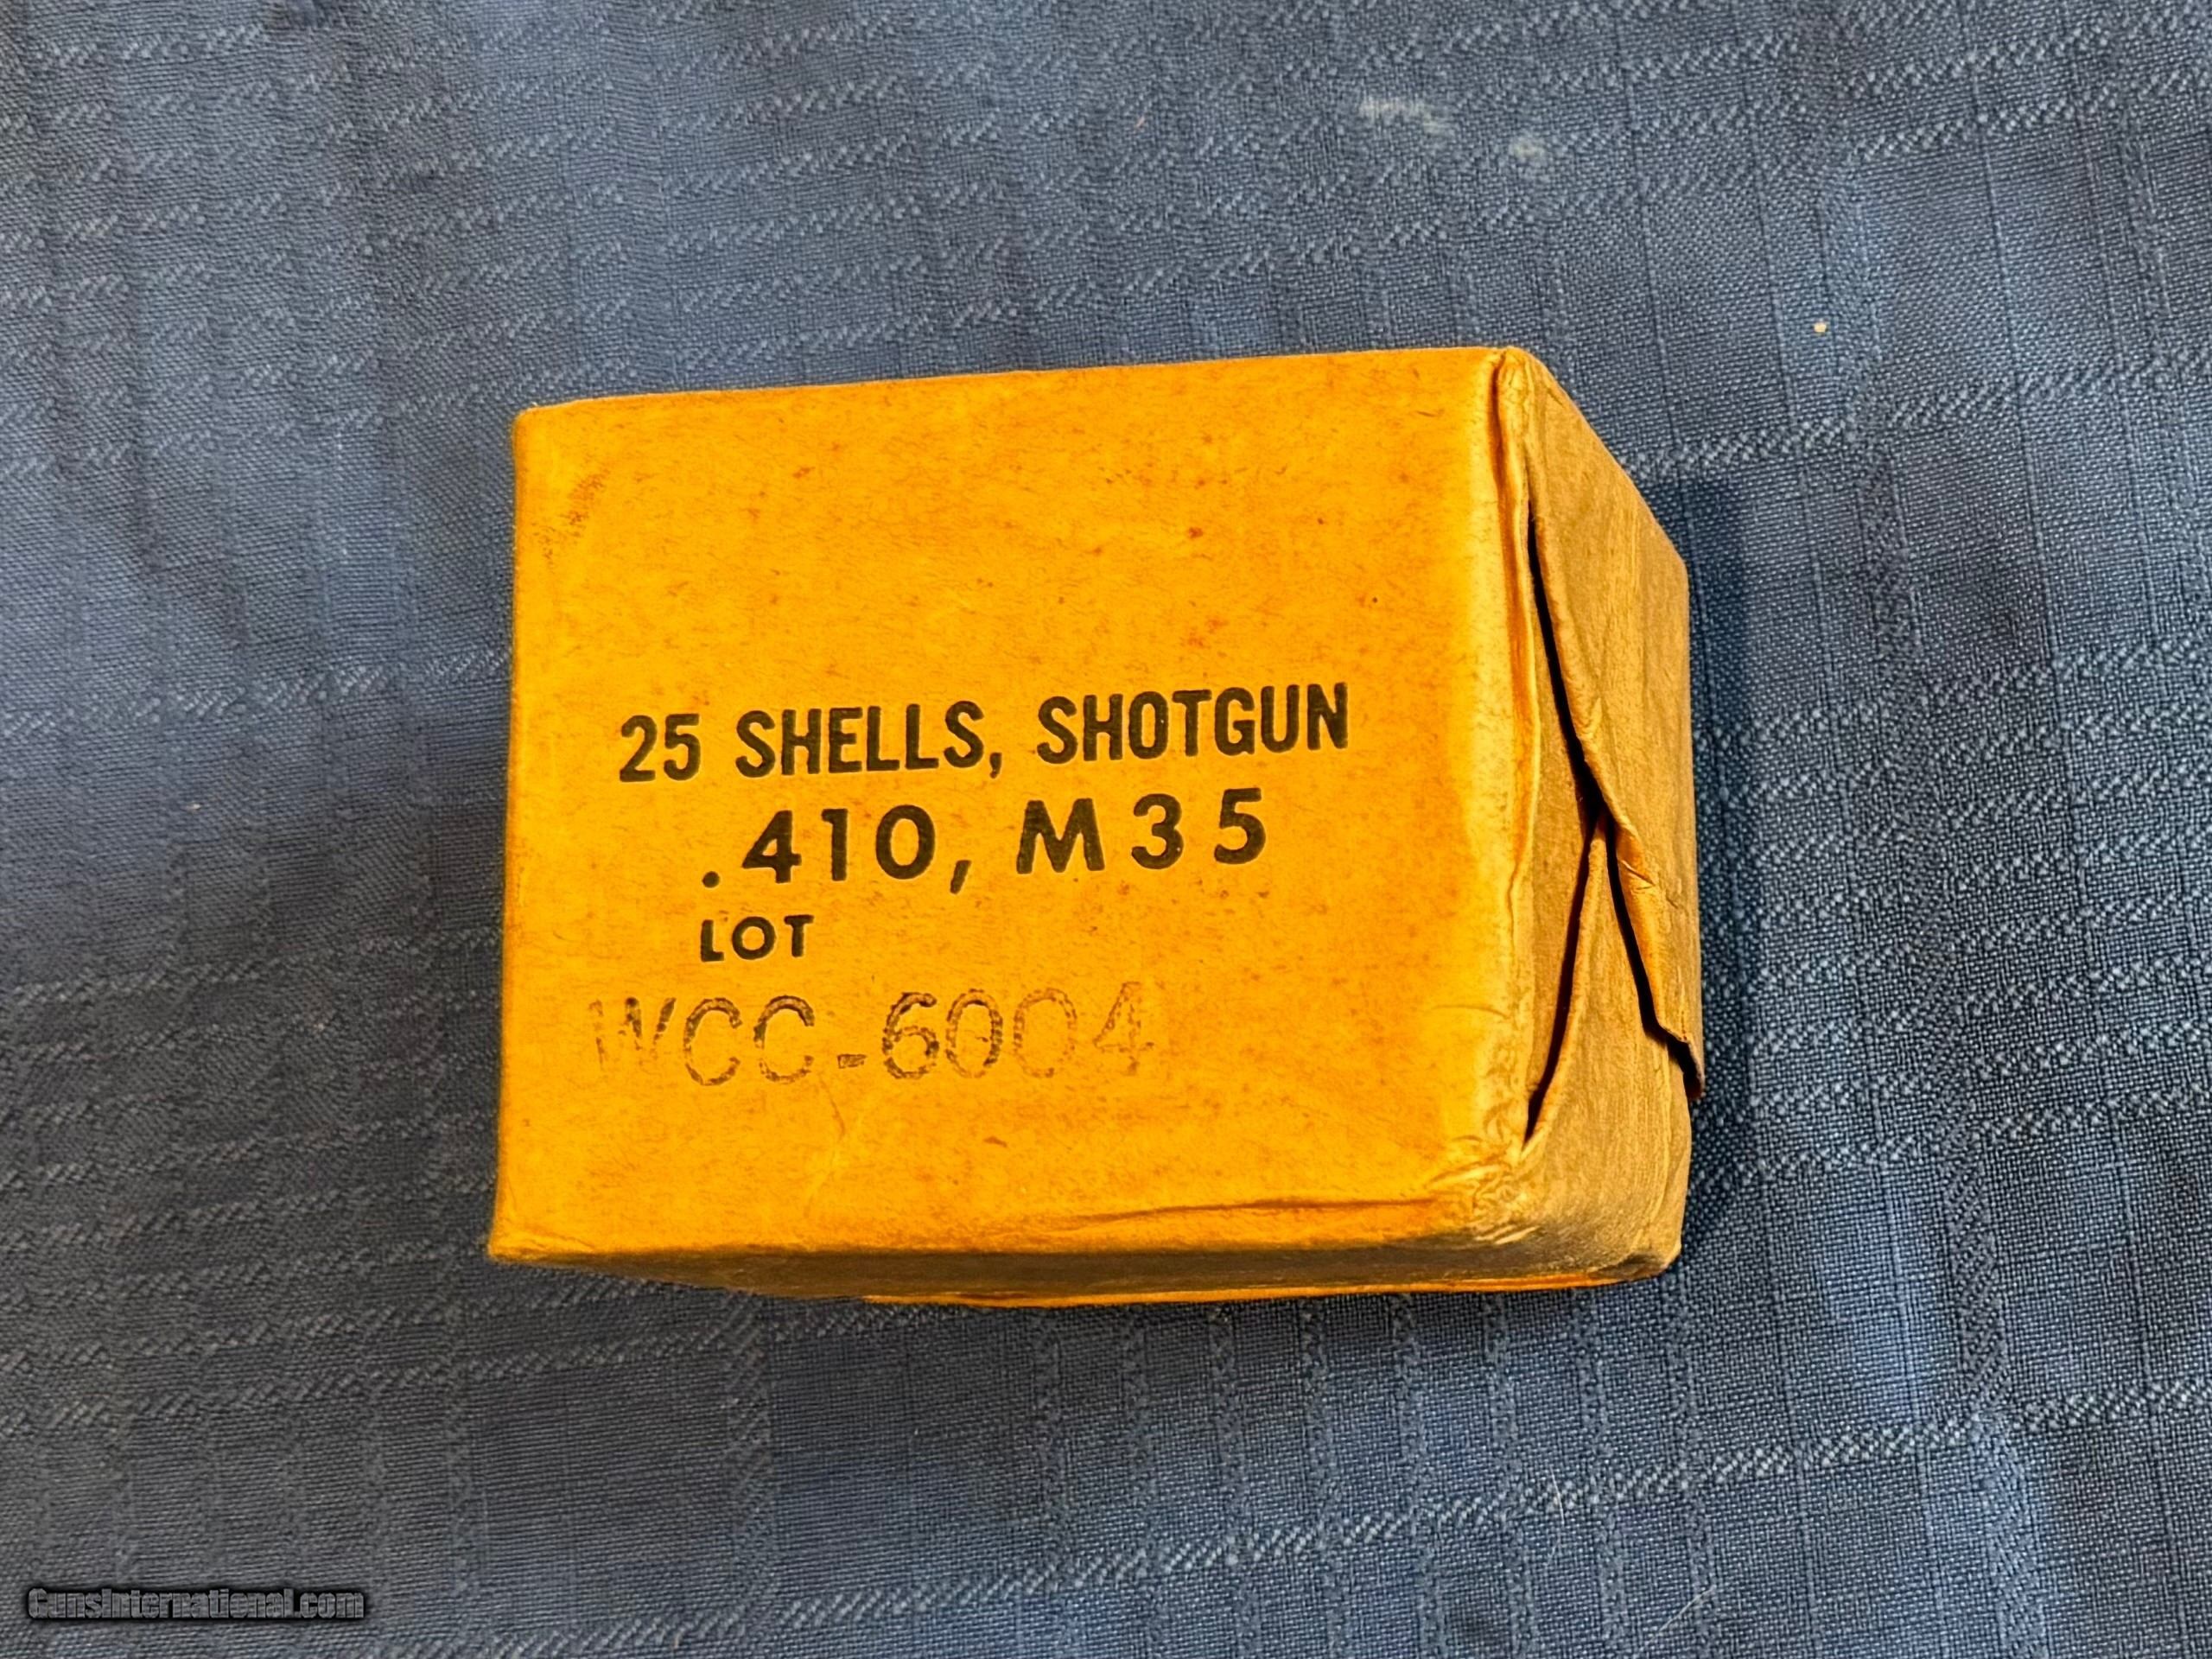 25 SHELLS, SHOTGUN
.410, M35
LOT
WCC-6004
GunsInternational.com